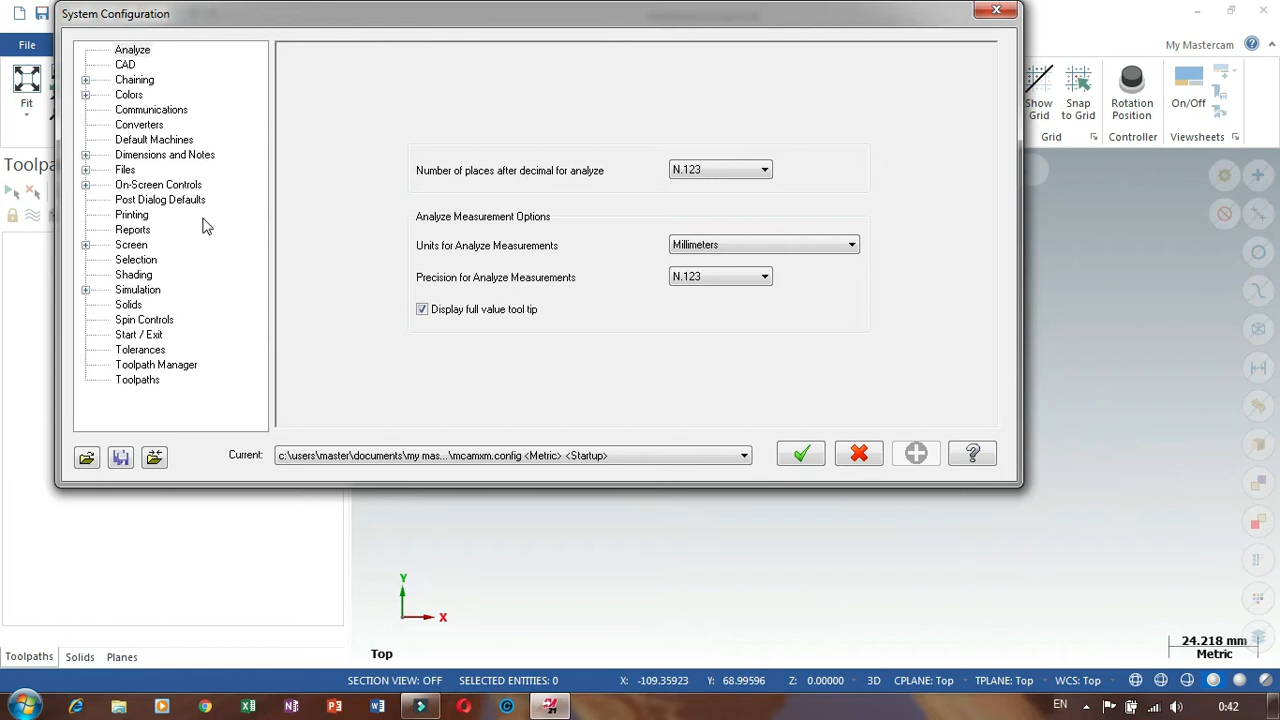 System Configuration
File
My Mastercam
Fit
Show Grid
Snap to Grid
Rotation Position
On/Off
Grid
Controller
Viewsheets
Toolpaths
Analyze
CAD
Chaining
Colors
Communications
Converters
Default Machines
Dimensions and Notes
Files
On-Screen Controls
Post Dialog Defaults
Printing
Reports
Screen
Selection
Shading
Simulation
Solids
Spin Controls
Start / Exit
Tolerances
Toolpath Manager
Toolpaths
Number of places after decimal for analyze
N.123
Analyze Measurement Options
Units for Analyze Measurements
Millimeters
Precision for Analyze Measurements
N.123
Display full value tool tip
Current:
c:\users\master\documents\my mas...\mcamxm.config <Metric> <Startup>
Y
X
Top
24.218 mm
Metric
Toolpaths
Solids
Planes
SECTION VIEW: OFF
SELECTED ENTITIES: 0
X: -109.35923
Y: 68.99596
Z: 0.00000
3D
CPLANE: Top
TPLANE: Top
WCS: Top
EN
0:42